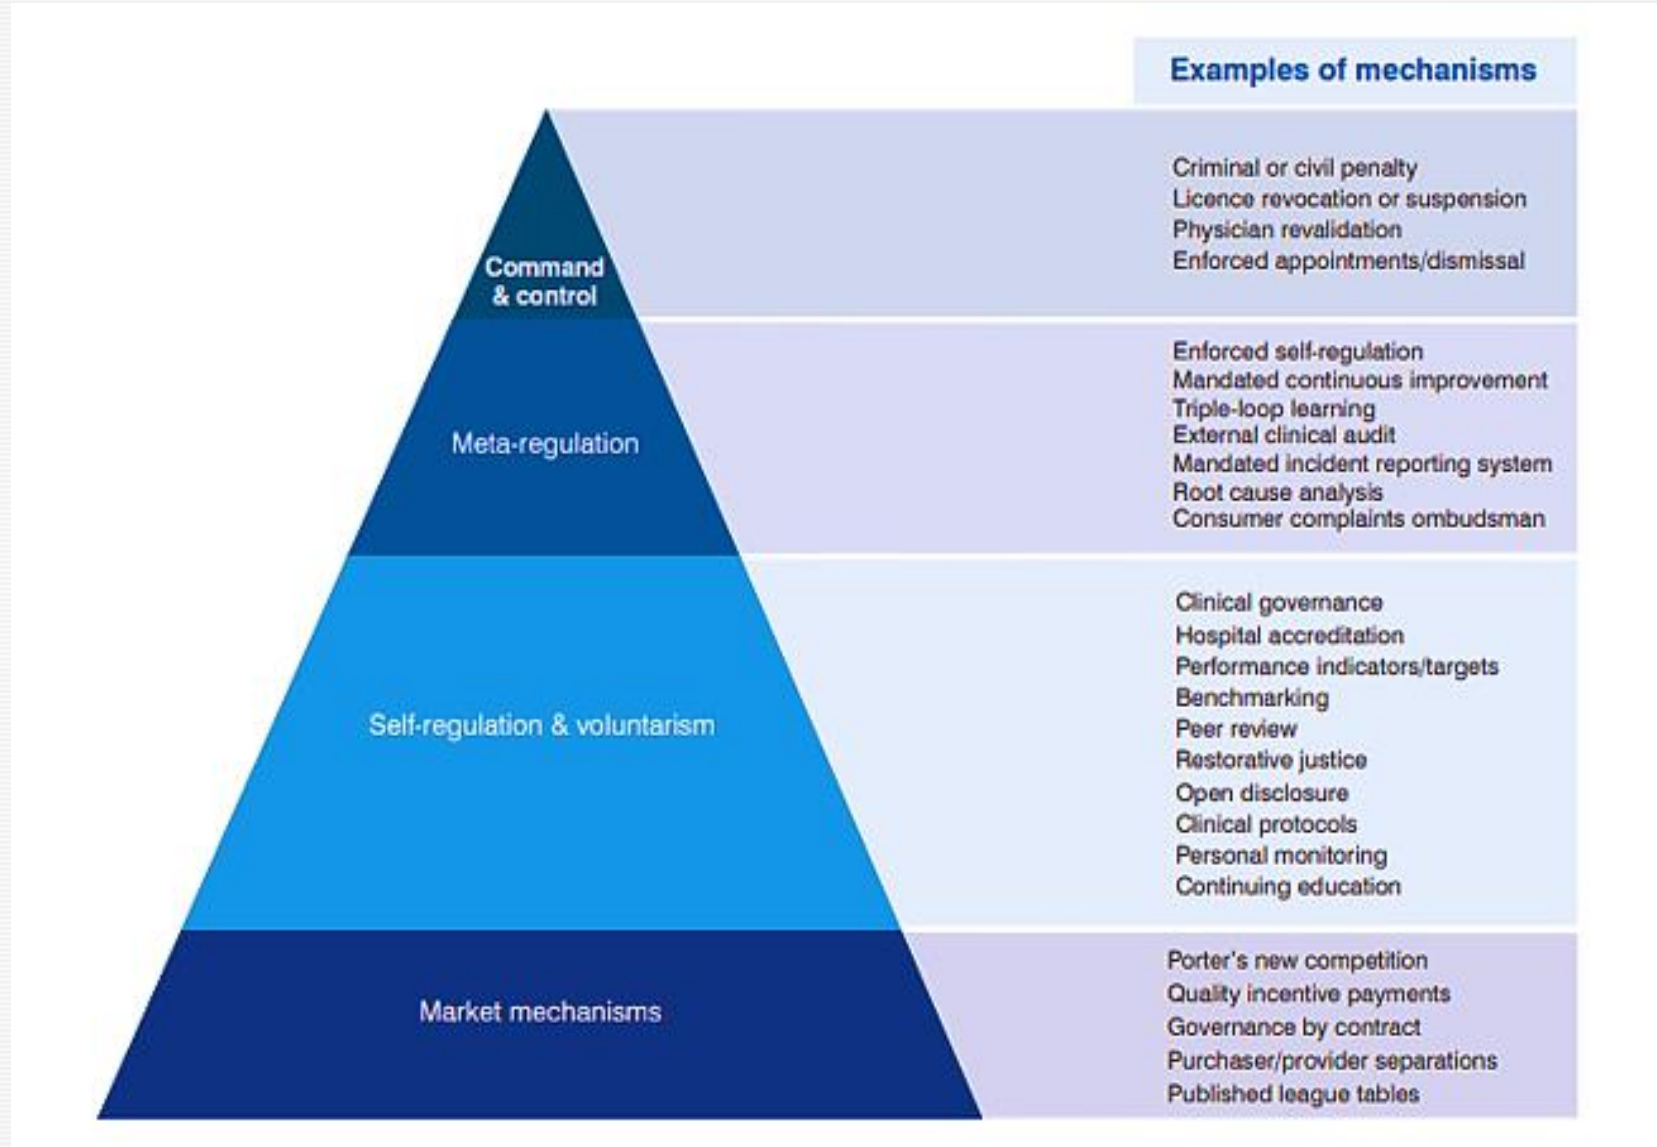 Examples of mechanisms
Command
& control
Criminal or civil penalty
Licence revocation or suspension
Physician revalidation
Enforced appointments/dismissal
Meta-regulation
Enforced self-regulation
Mandated continuous improvement
Triple-loop learning
External clinical audit
Mandated incident reporting system
Root cause analysis
Consumer complaints ombudsman
Self-regulation & voluntarism
Clinical governance
Hospital accreditation
Performance indicators/targets
Benchmarking
Peer review
Restorative justice
Open disclosure
Clinical protocols
Personal monitoring
Continuing education
Market mechanisms
Porter's new competition
Quality incentive payments
Governance by contract
Purchaser/provider separations
Published league tables